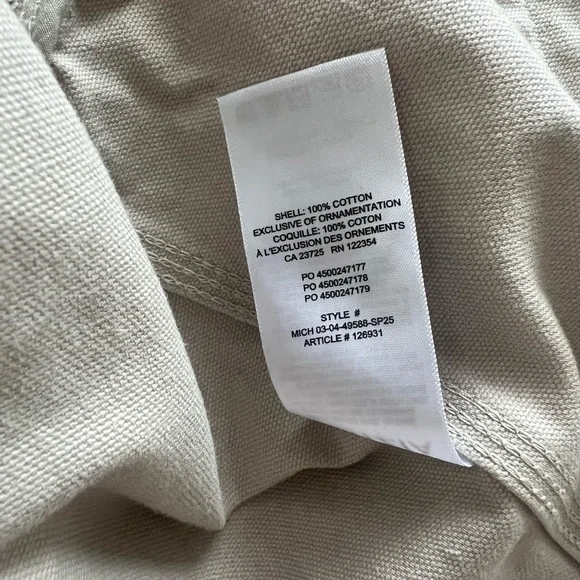 SHELL: 100% COTTON
EXCLUSIVE OF ORNAMENTATION
COQUILLE: 100% COTON
À L'EXCLUSION DES ORNEMENTS
CA 23725 RN 122354
PO 4500247177
PO 4500247178
PO 4500247179
STYLE #
MICH 03-04-49588-SP25
ARTICLE # 126931